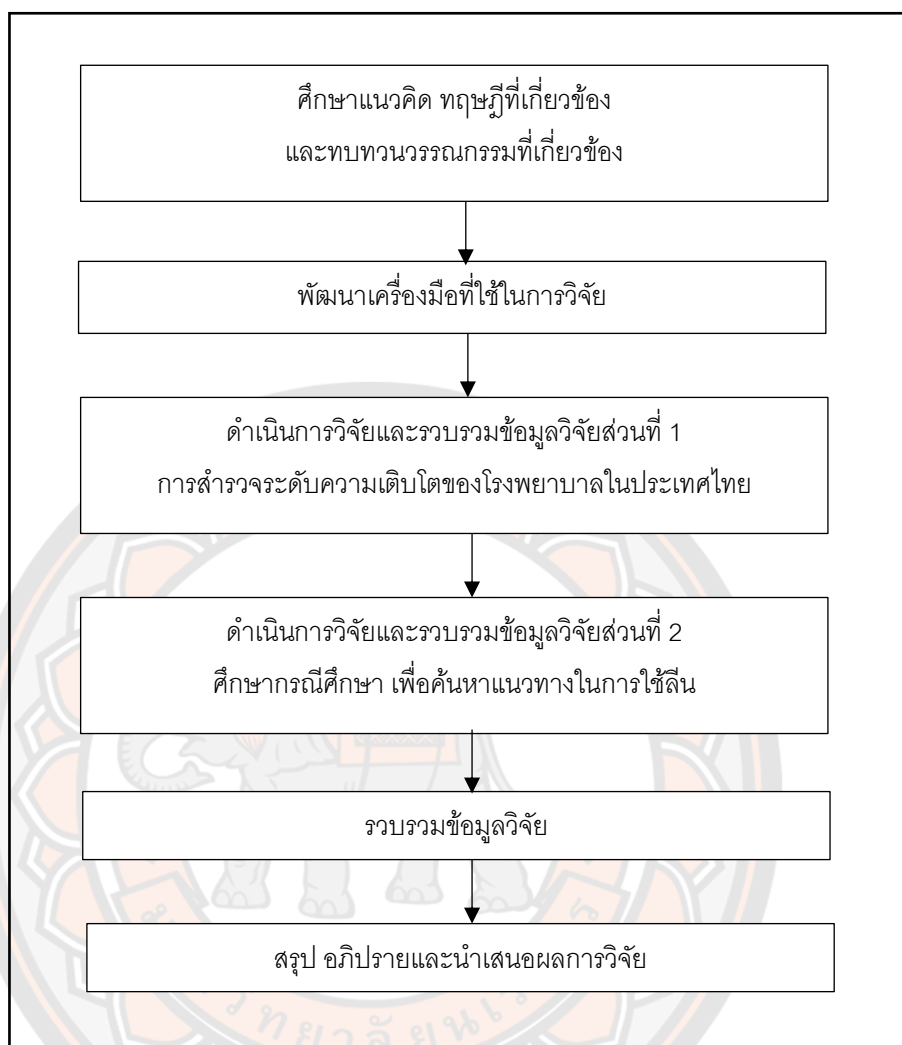 ศึกษาแนวคิด ทฤษฎีที่เกี่ยวข้อง
และทบทวนวรรณกรรมที่เกี่ยวข้อง
พัฒนาเครื่องมือที่ใช้ในการวิจัย
ดำเนินการวิจัยและรวบรวมข้อมูลวิจัยส่วนที่ 1
การสำรวจระดับความเติบโตของโรงพยาบาลในประเทศไทย
ดำเนินการวิจัยและรวบรวมข้อมูลวิจัยส่วนที่ 2
ศึกษากรณีศึกษา เพื่อค้นหาแนวทางในการใช้ลีน
รวบรวมข้อมูลวิจัย
สรุป อภิปรายและนำเสนอผลการวิจัย